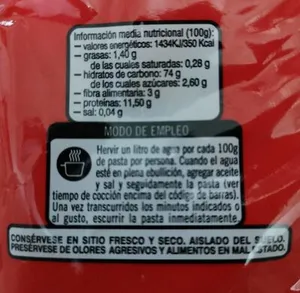 Información media nutricional (100g):
– valores energéticos: 1434KJ/350 Kcal
– grasas: 1,40 g
de las cuales saturadas: 0,28 g
– hidratos de carbono: 74 g
de los cuales azúcares: 2,60 g
– fibra alimentaria: 3 g
– proteínas: 11,50 g
– sal: 0,04 g
MODO DE EMPLEO
Hervir un litro de agua por cada 100g
de pasta por persona. Cuando el agua
esté en plena ebullición, agregar aceite
y sal y seguidamente la pasta (ver
tiempo de cocción encima del código de barras).
Una vez transcurridos los minutos indicados o
al gusto, escurrir la pasta inmediatamente.
CONSÉRVESE EN SITIO FRESCO Y SECO. AISLADO DEL SUELO.
PRESÉRVESE DE OLORES AGRESIVOS Y ALIMENTOS EN MAL ESTADO.